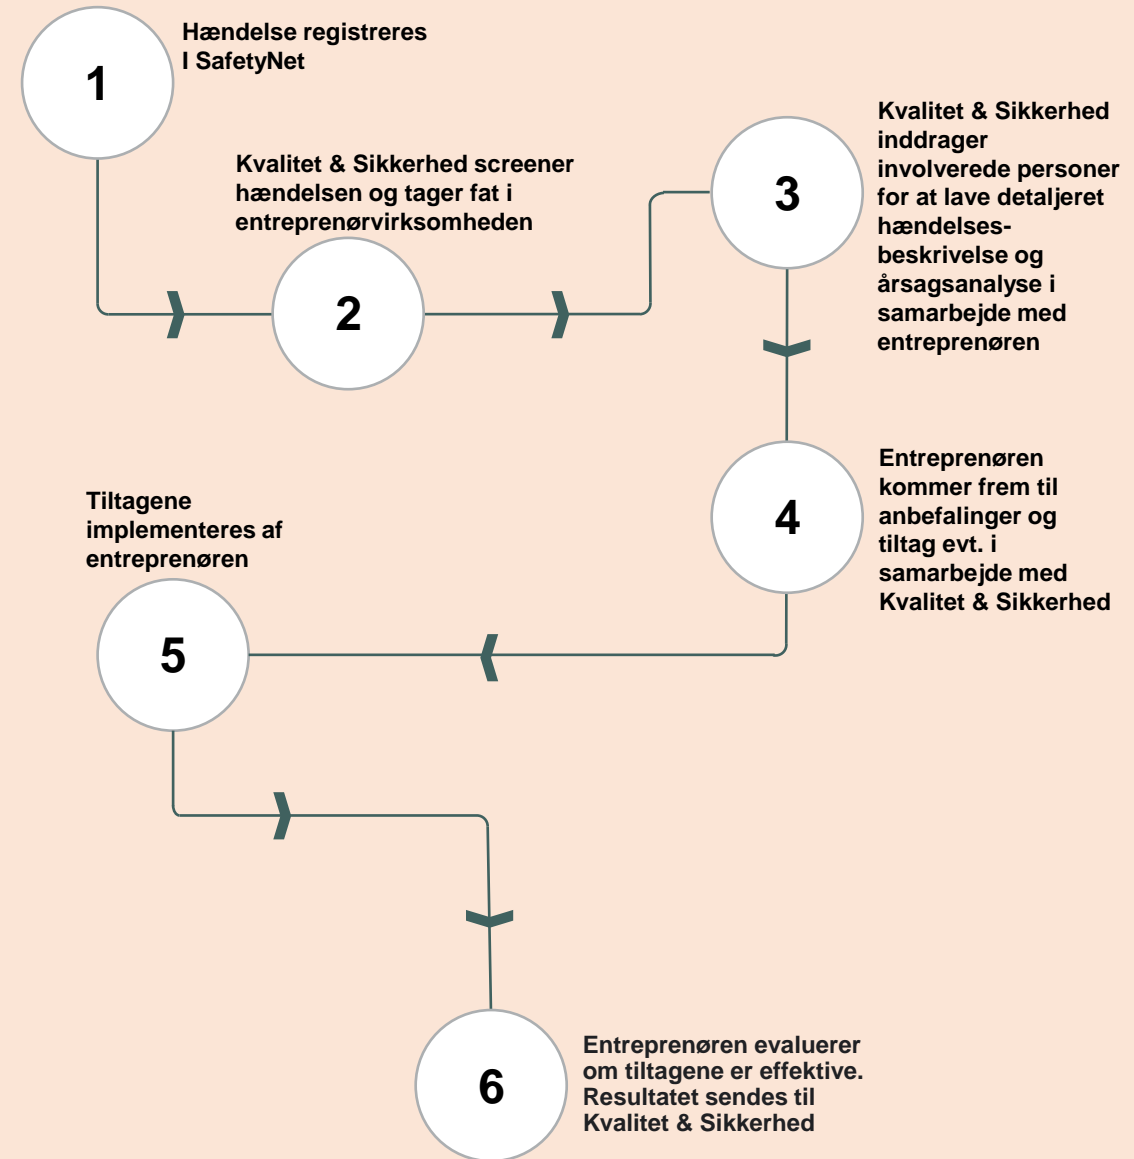 1
Hændelse registreres
I SafetyNet
2
Kvalitet & Sikkerhed screener
hændelsen og tager fat i
entreprenørvirksomheden
3
Kvalitet & Sikkerhed
inddrager
involverede personer
for at lave detaljeret
hændelses-
beskrivelse og
årsagsanalyse i
samarbejde med
entreprenøren
4
Entreprenøren
kommer frem til
anbefalinger og
tiltag evt. i
samarbejde med
Kvalitet & Sikkerhed
Tiltagene
implementeres af
entreprenøren
5
6
Entreprenøren evaluerer
om tiltagene er effektive.
Resultatet sendes til
Kvalitet & Sikkerhed